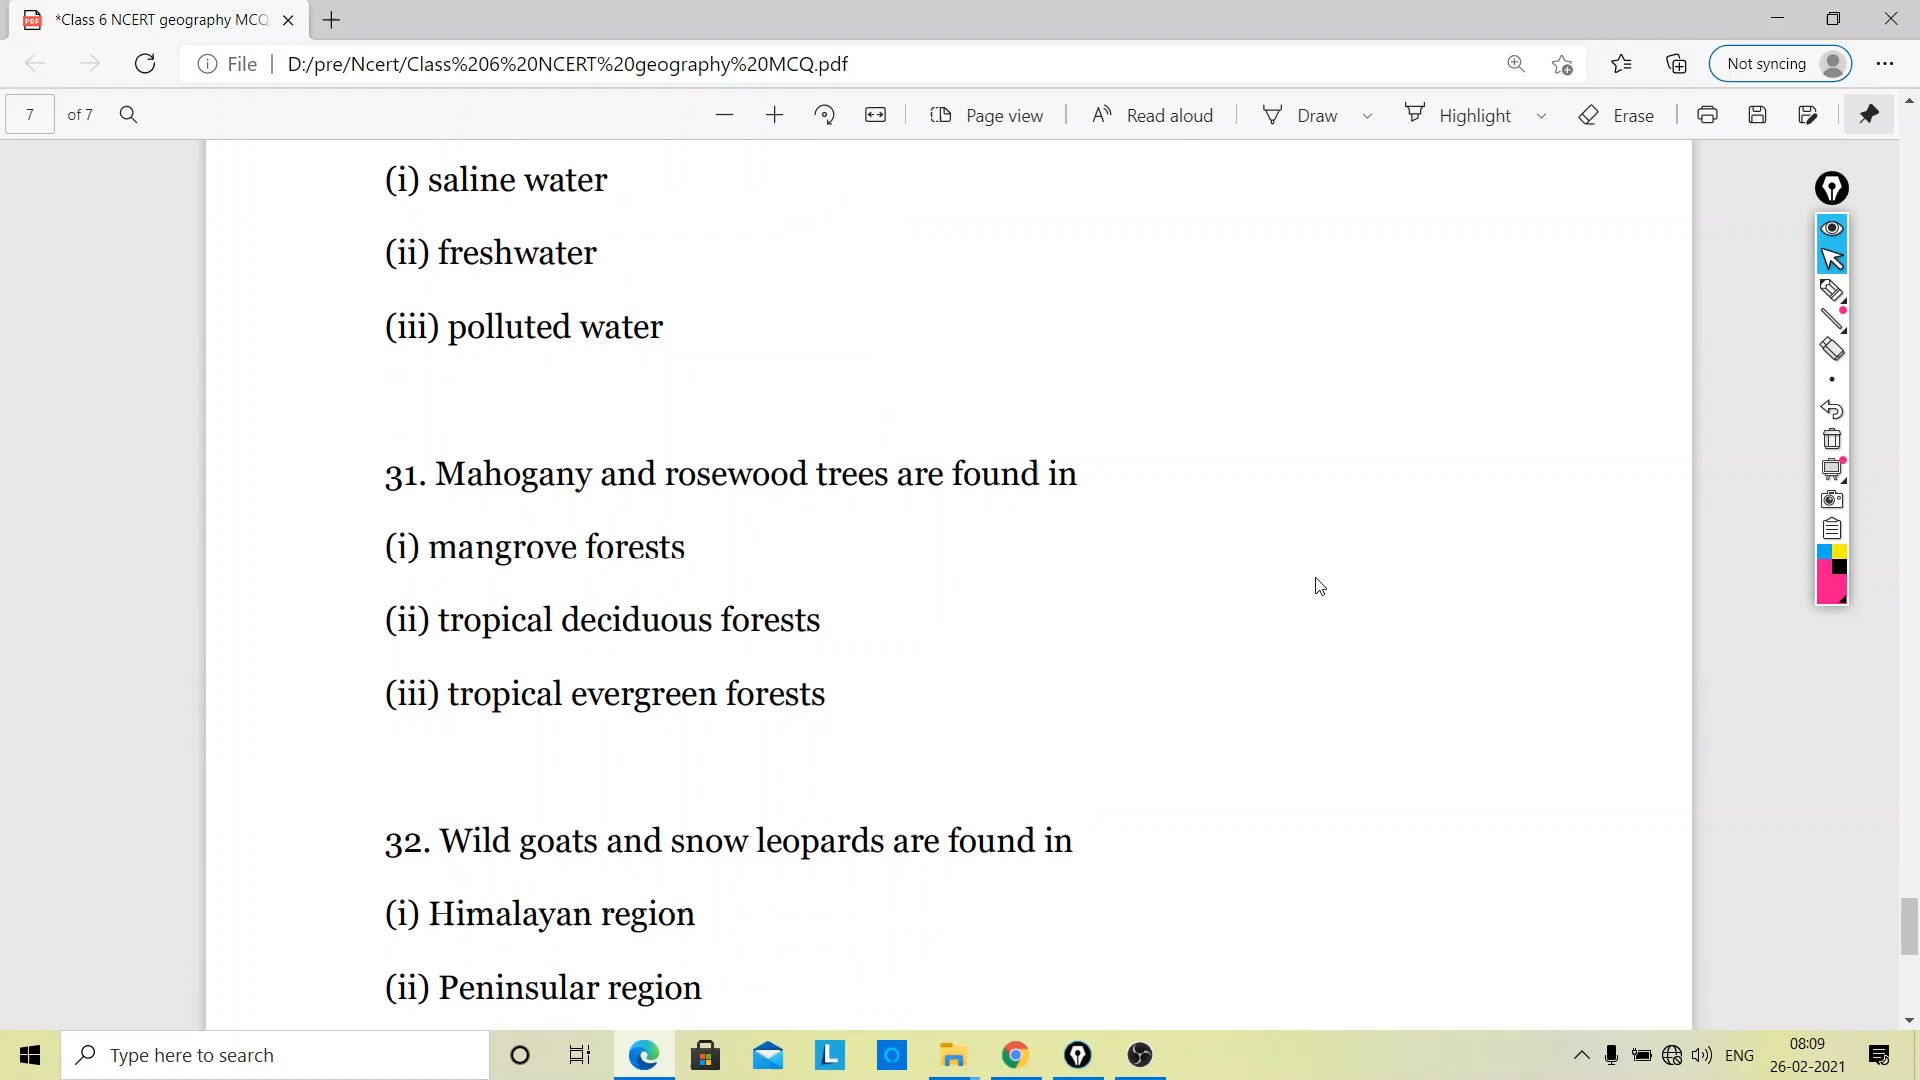 *Class 6 NCERT geography MCQ
File
D:/pre/Ncert/Class%206%20NCERT%20geography%20MCQ.pdf
Not syncing
7 of 7
Page view
Read aloud
Draw
Highlight
Erase
(i) saline water
(ii) freshwater
(iii) polluted water
31. Mahogany and rosewood trees are found in
(i) mangrove forests
(ii) tropical deciduous forests
(iii) tropical evergreen forests
32. Wild goats and snow leopards are found in
(i) Himalayan region
(ii) Peninsular region
Type here to search
L
ENG
08:09
26-02-2021